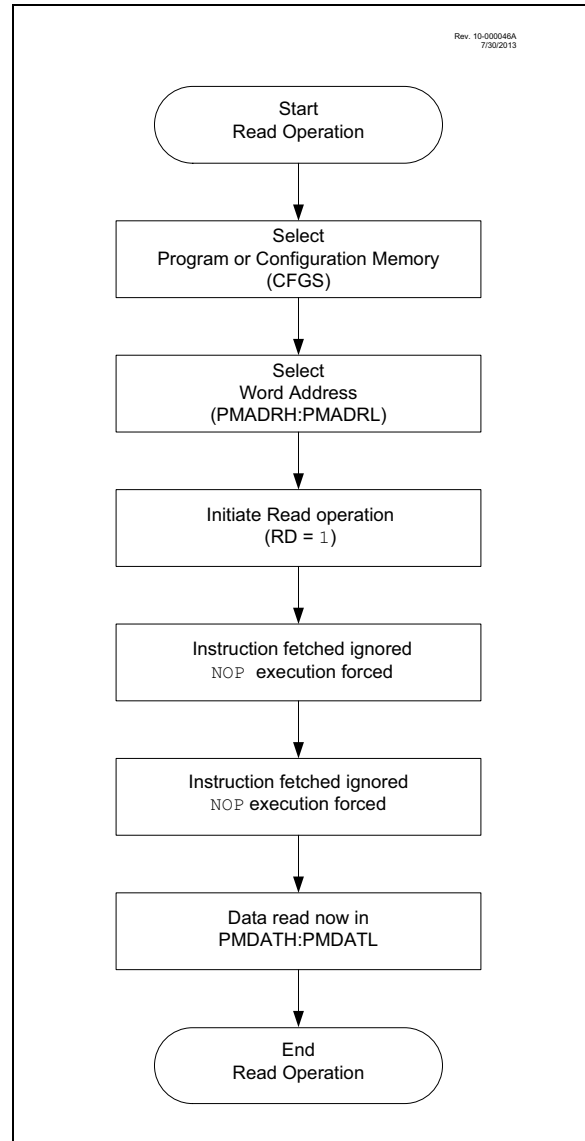 Rev. 10-000046A
7/30/2013
Start
Read Operation
Select
Program or Configuration Memory
(CFGS)
Select
Word Address
(PMADRH:PMADRL)
Initiate Read operation
(RD = 1)
Instruction fetched ignored
NOP execution forced
Instruction fetched ignored
NOP execution forced
Data read now in
PMDATH:PMDATL
End
Read Operation